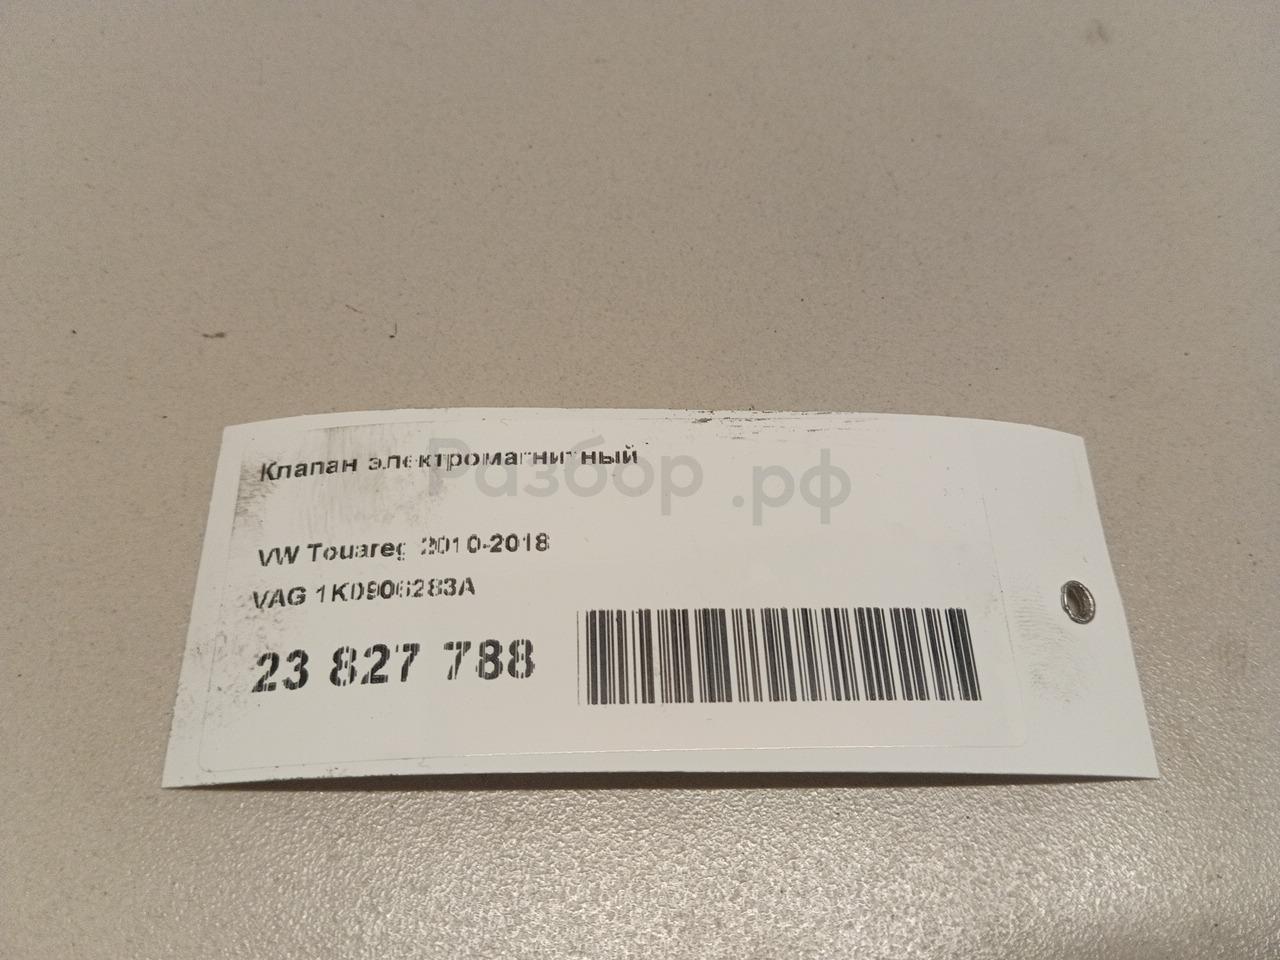 Клапан электромагнитный
Разбор.рф
VW Touareg 2010-2018
VAG 1K0906283A
23 827 788